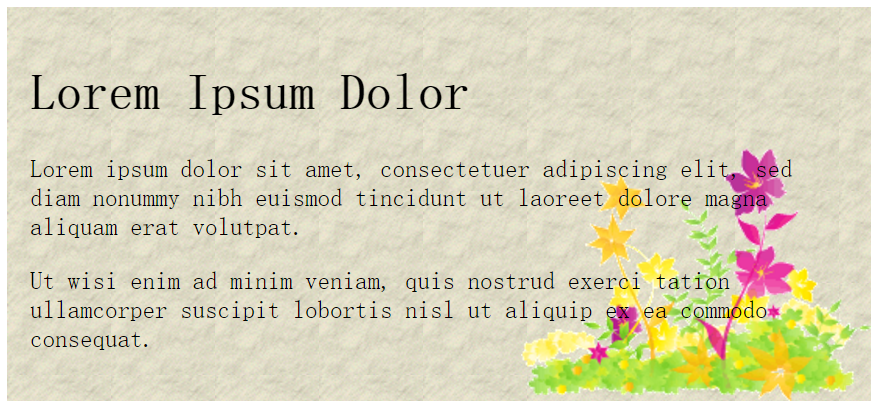 Lorem Ipsum Dolor
Lorem ipsum dolor sit amet, consectetuer adipiscing elit, sed
diam nonummy nibh euismod tincidunt ut laoreet dolore magna
aliquam erat volutpat.
Ut wisi enim ad minim veniam, quis nostrud exerci tation
ullamcorper suscipit lobortis nisl ut aliquip ex ea commodo
consequat.